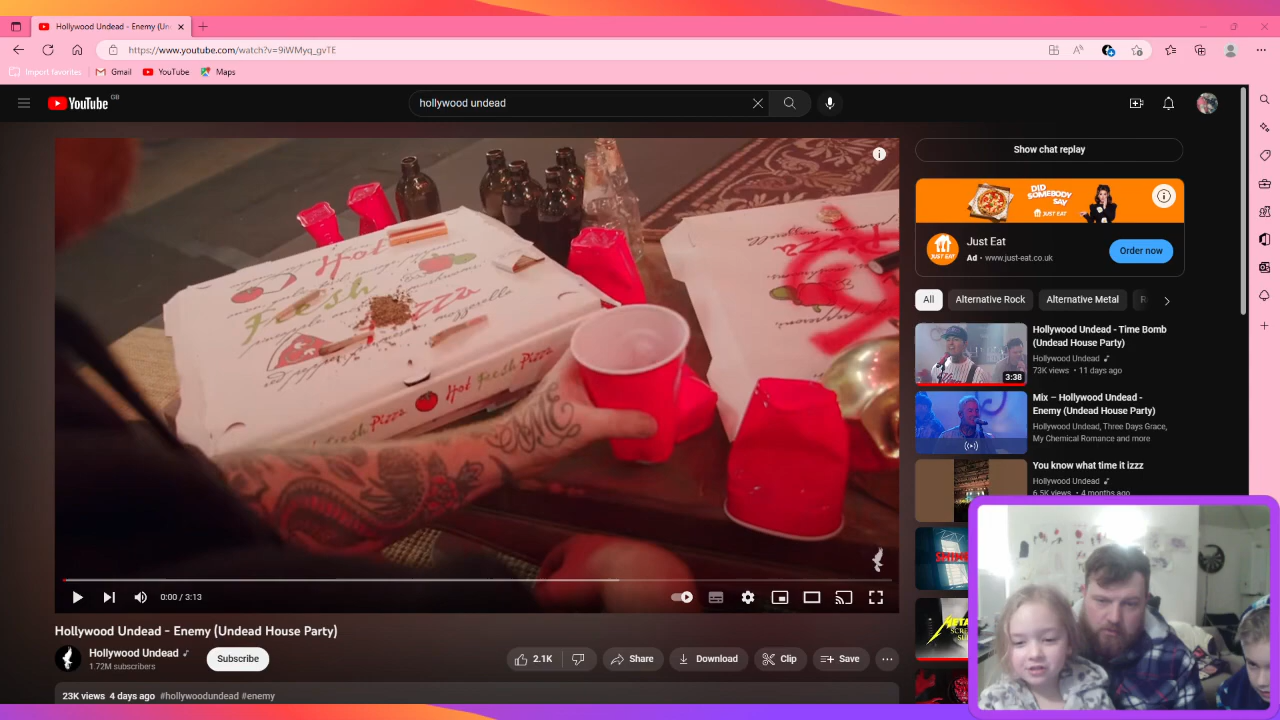 Hollywood Undead - Enemy (Un
https://www.youtube.com/watch?v=9iWMyq_gvTE
Import favorites
Gmail
YouTube
Maps
YouTube GB
hollywood undead
Hot
Fresh
Pizza
Hot Fresh Pizza
Show chat replay
DID
SOMEBODY
SAY
JUST EAT
Just Eat
Ad • www.just-eat.co.uk
Order now
All
Alternative Rock
Alternative Metal
Hollywood Undead - Time Bomb
(Undead House Party)
Hollywood Undead
73K views • 11 days ago
3:38
Mix – Hollywood Undead -
Enemy (Undead House Party)
Hollywood Undead, Three Days Grace,
My Chemical Romance and more
You know what time it izzz
Hollywood Undead
6.5K views • 4 months ago
0:00 / 3:13
Hollywood Undead - Enemy (Undead House Party)
Hollywood Undead
1.72M subscribers
Subscribe
2.1K
Share
Download
Clip
Save
23K views 4 days ago #hollywoodundead #enemy